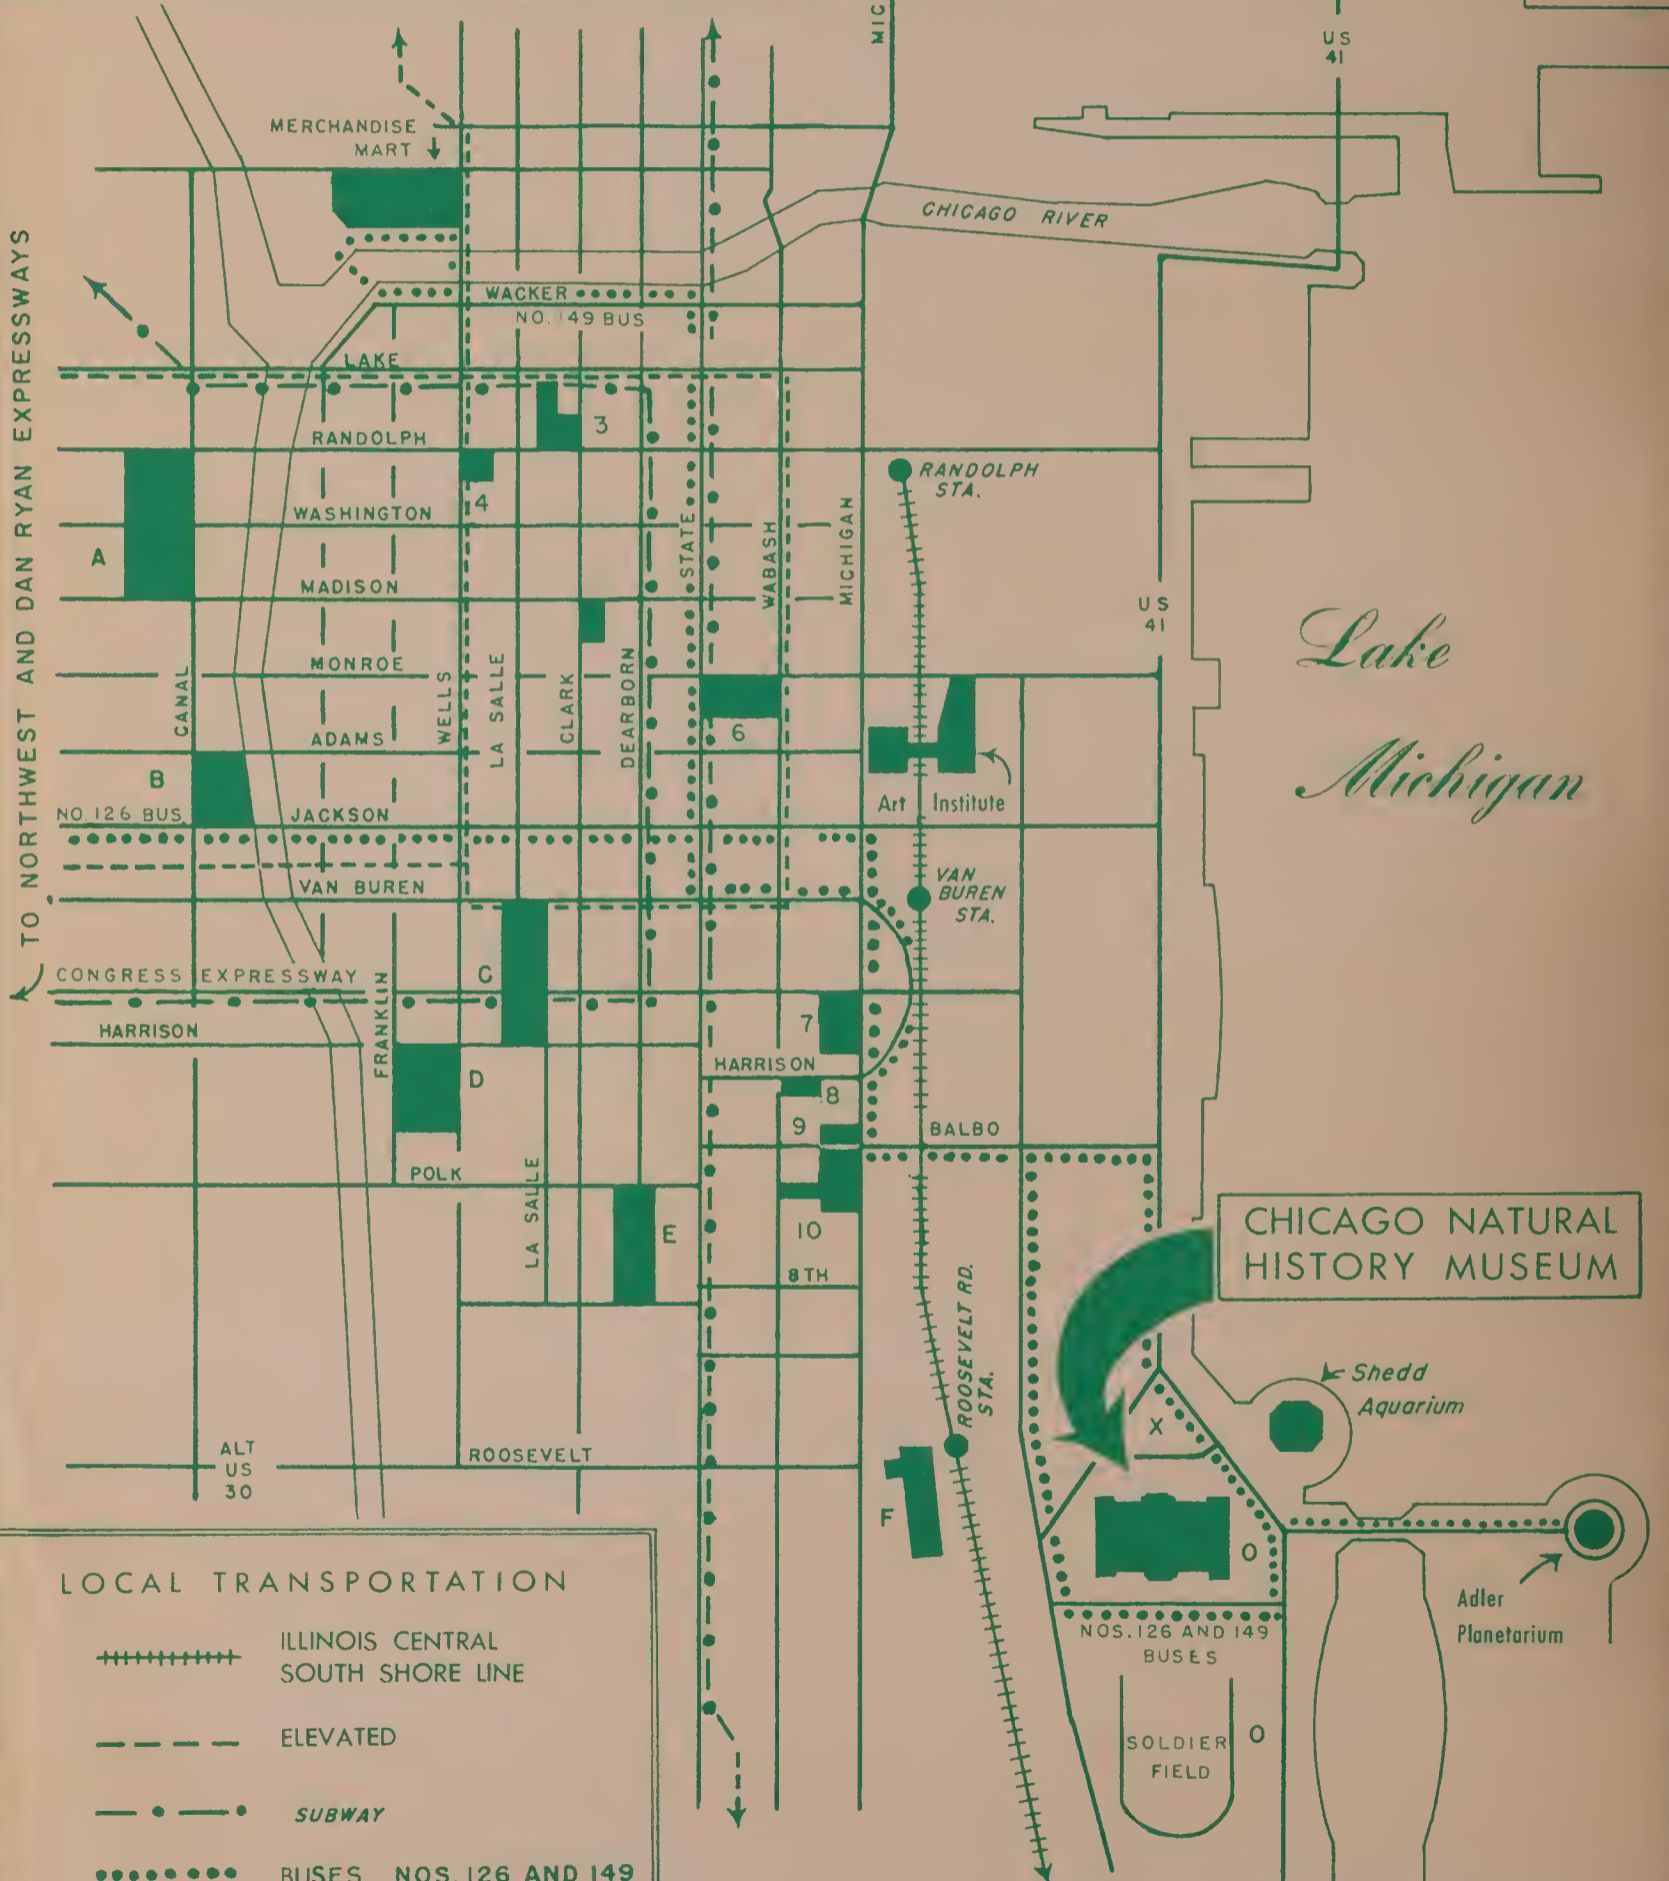 MIC
US
41
MERCHANDISE
MART
CHICAGO RIVER
WACKER
NO. 149 BUS
LAKE
TO NORTHWEST AND DAN RYAN EXPRESSWAYS
3
RANDOLPH
RANDOLPH
STA.
4
WASHINGTON
STATE
WABASH
MICHIGAN
A
MADISON
US
41
Lake
Michigan
MONROE
CANAL
WELLS
LA SALLE
CLARK
DEARBORN
ADAMS
6
B
Art Institute
NO. 126 BUS
JACKSON
VAN BUREN
VAN
BUREN
STA.
CONGRESS EXPRESSWAY
C
FRANKLIN
HARRISON
7
HARRISON
D
8
9
BALBO
POLK
LA SALLE
E
10
8TH
CHICAGO NATURAL
HISTORY MUSEUM
ROOSEVELT RD.
STA.
Shedd
Aquarium
X
ALT
US
30
ROOSEVELT
F
O
Adler
Planetarium
NOS. 126 AND 149
BUSES
SOLDIER
FIELD
O
LOCAL TRANSPORTATION
ILLINOIS CENTRAL
SOUTH SHORE LINE
ELEVATED
SUBWAY
BUSES NOS. 126 AND 149